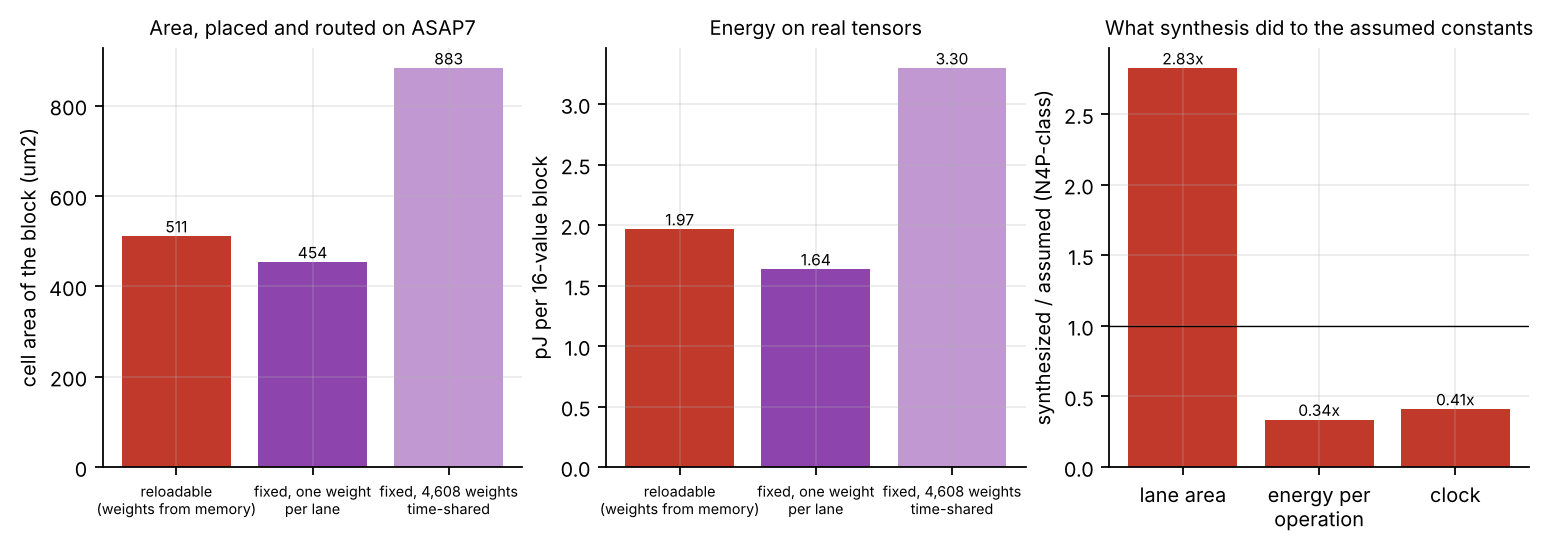 Area, placed and routed on ASAP7
cell area of the block (um2)
800
600
400
200
0
511
454
883
reloadable
(weights from memory)
fixed, one weight
per lane
fixed, 4,608 weights
time-shared
Energy on real tensors
pJ per 16-value block
3.0
2.5
2.0
1.5
1.0
0.5
0.0
1.97
1.64
3.30
reloadable
(weights from memory)
fixed, one weight
per lane
fixed, 4,608 weights
time-shared
What synthesis did to the assumed constants
synthesized / assumed (N4P-class)
2.5
2.0
1.5
1.0
0.5
0.0
2.83x
0.34x
0.41x
lane area
energy per
operation
clock